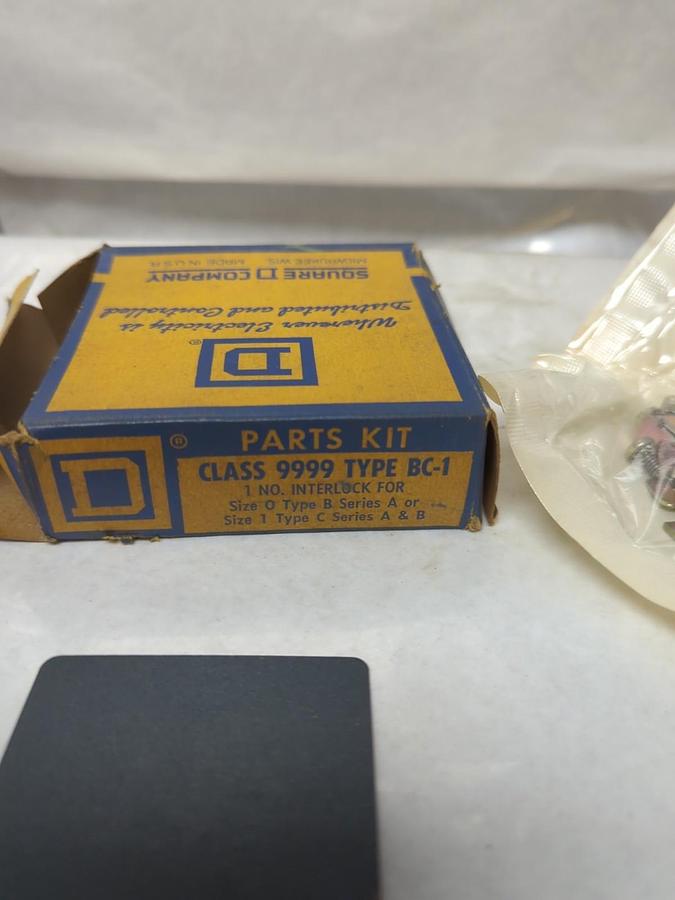 SQUARE D COMPANY
MILWAUKEE WIS. MADE IN U.S.A.
Wherever Electricity is
Distributed and Controlled
D ®
D ®
PARTS KIT
CLASS 9999 TYPE BC-1
1 NO. INTERLOCK FOR
Size 0 Type B Series A or
Size 1 Type C Series A & B